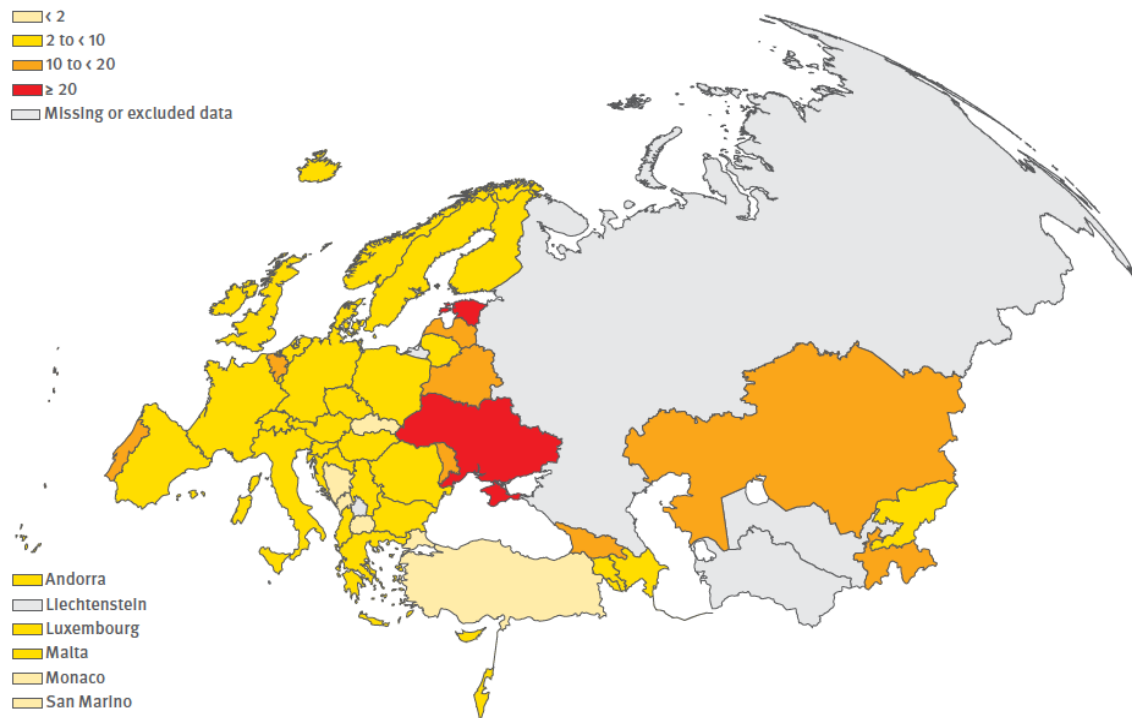 < 2
2 to < 10
10 to < 20
≥ 20
Missing or excluded data
Andorra
Liechtenstein
Luxembourg
Malta
Monaco
San Marino